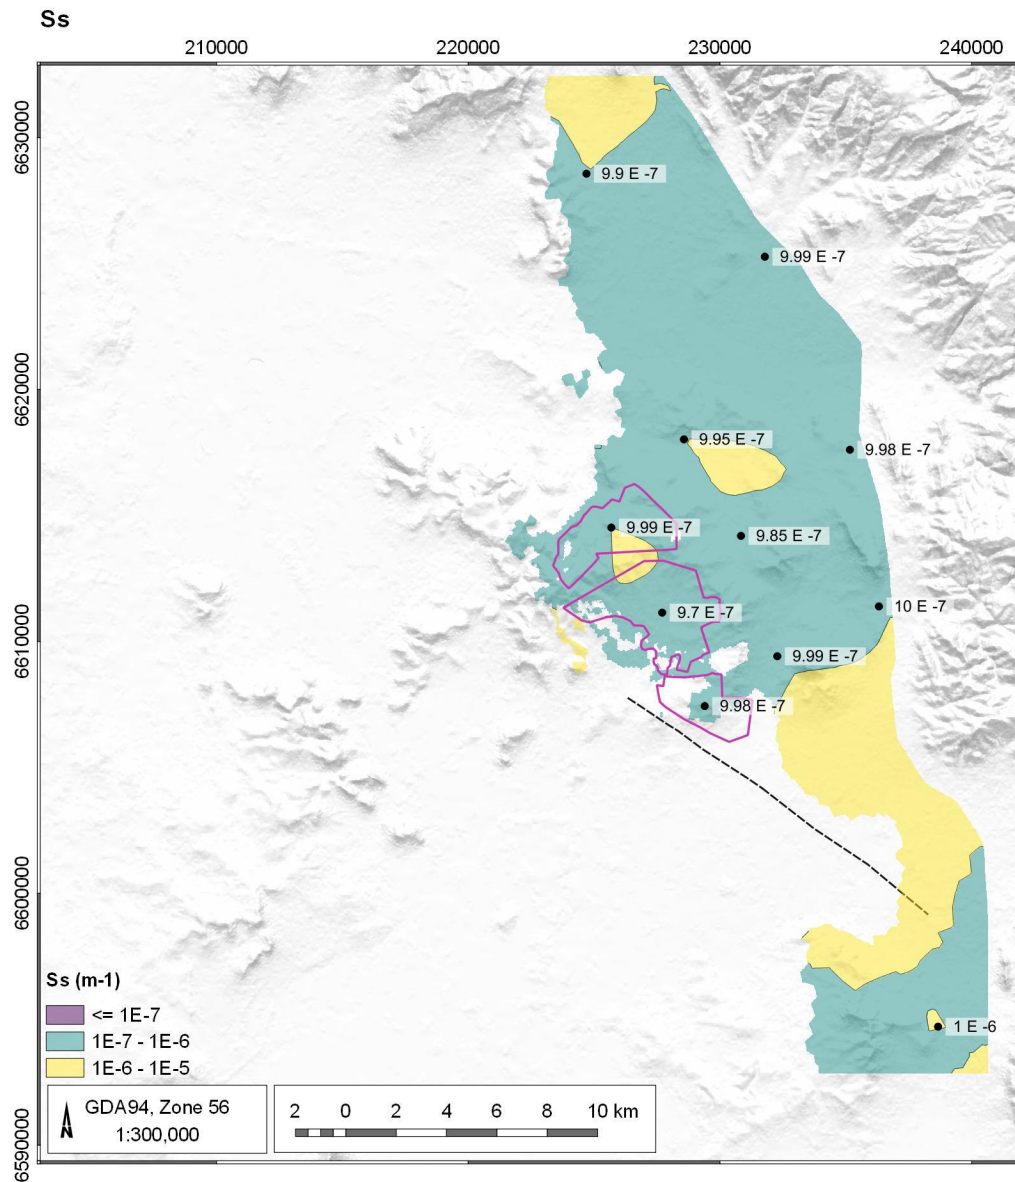 Ss
210000 220000 230000 240000
6630000
9.9 E -7
9.99 E -7
6620000
9.95 E -7
9.98 E -7
9.99 E -7
9.85 E -7
9.7 E -7
10 E -7
6610000
9.99 E -7
9.98 E -7
6600000
Ss (m-1)
<= 1E-7
1E-7 - 1E-6
1 E -6
1E-6 - 1E-5
GDA94, Zone 56
1:300,000
2 0 2 4 6 8 10 km
N
6590000